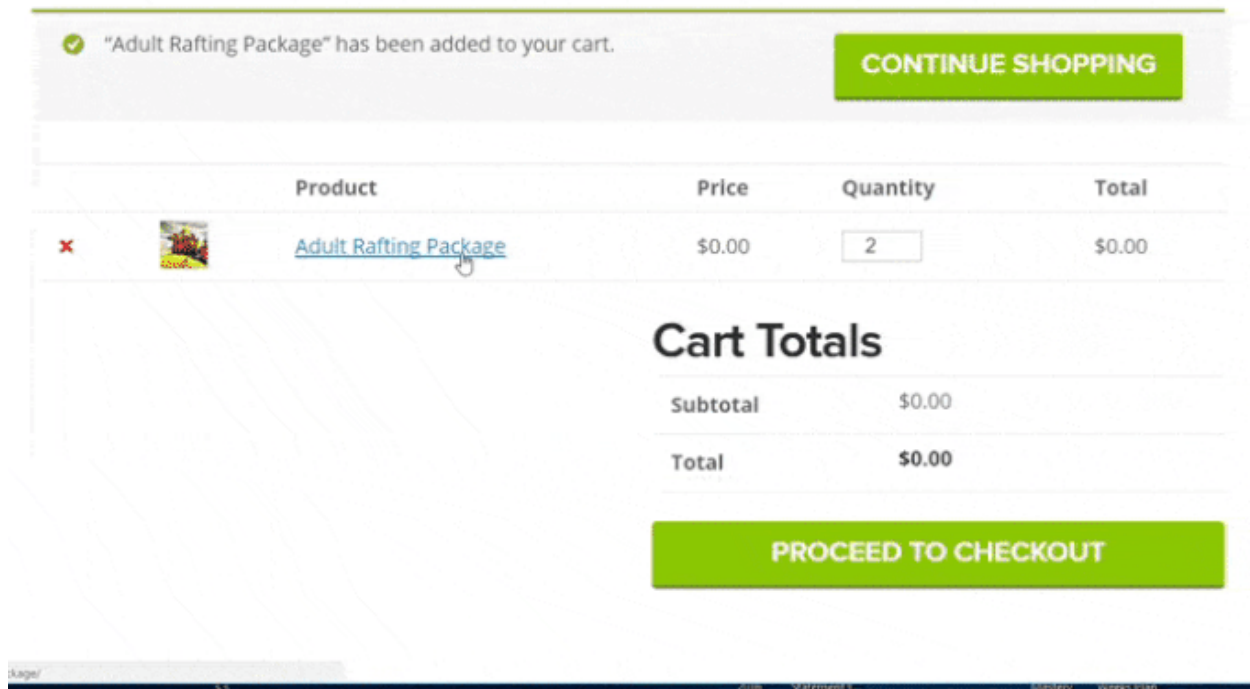 “Adult Rafting Package” has been added to your cart.
CONTINUE SHOPPING
Product Price Quantity Total
Adult Rafting Package $0.00 2 $0.00
Cart Totals
Subtotal $0.00
Total $0.00
PROCEED TO CHECKOUT
ckage/